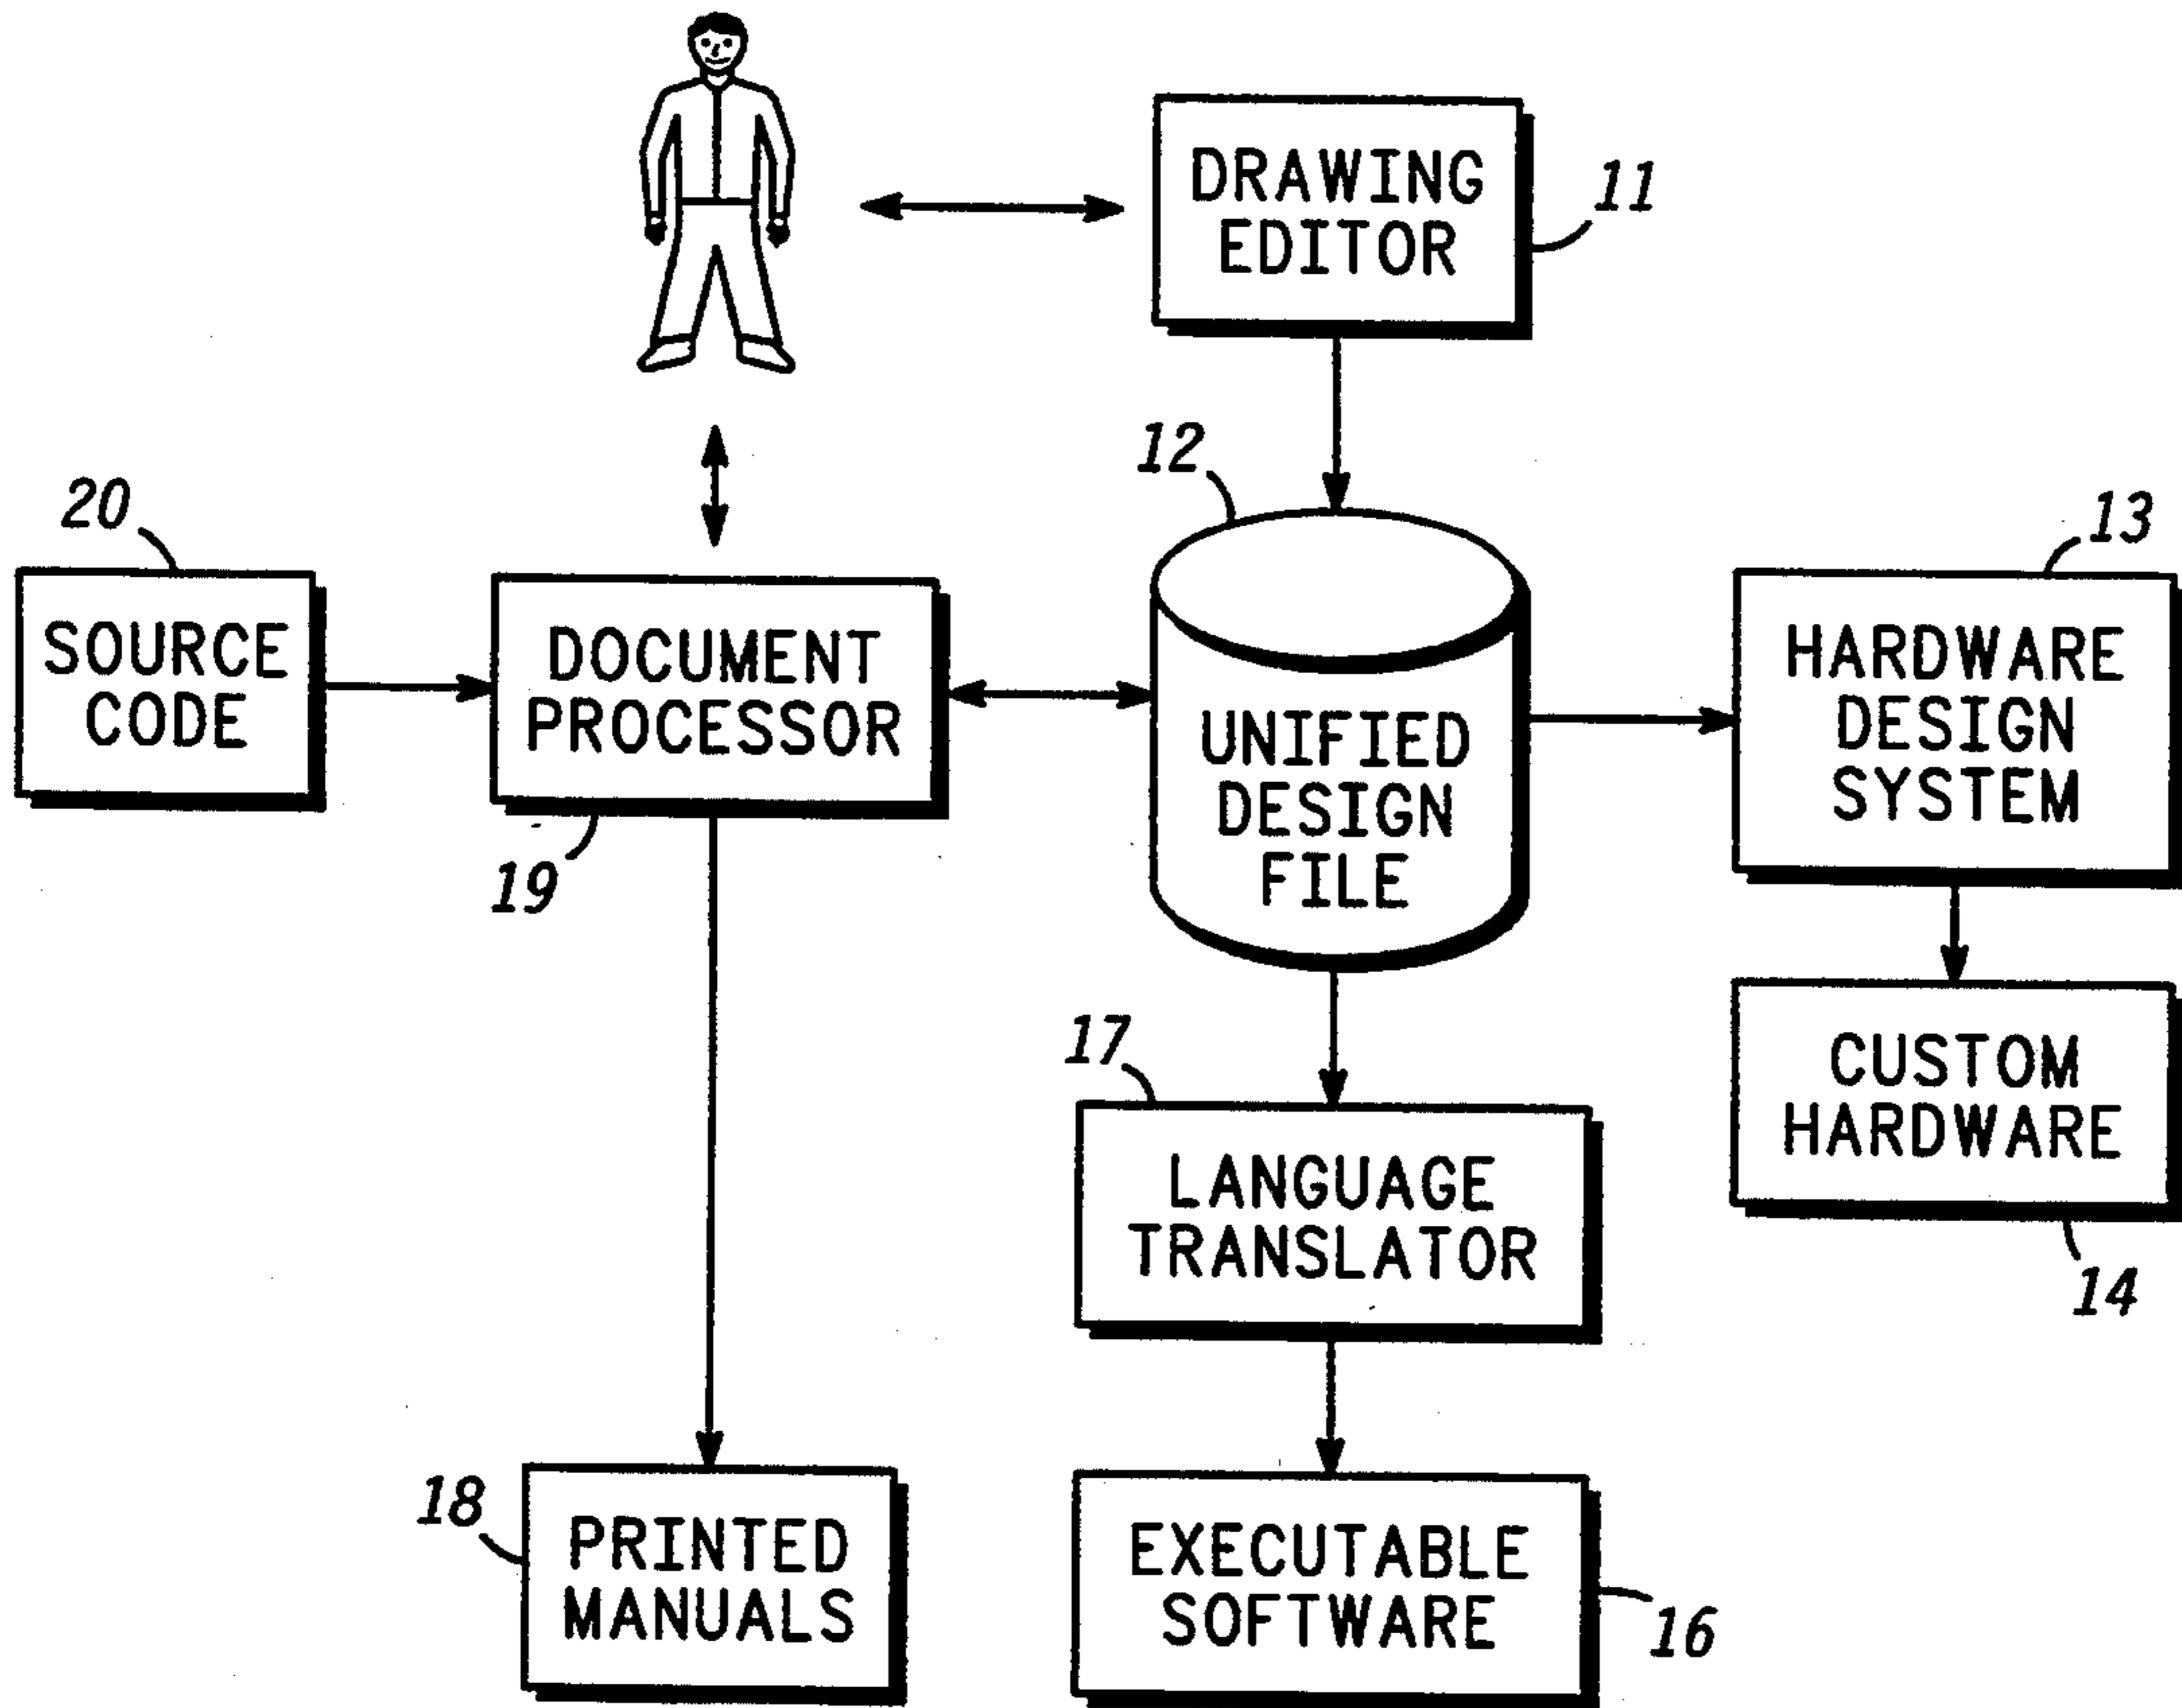 DRAWING
EDITOR
11
12
20
13
SOURCE
CODE
DOCUMENT
PROCESSOR
19
UNIFIED
DESIGN
FILE
HARDWARE
DESIGN
SYSTEM
17
CUSTOM
HARDWARE
14
LANGUAGE
TRANSLATOR
18
PRINTED
MANUALS
EXECUTABLE
SOFTWARE
16